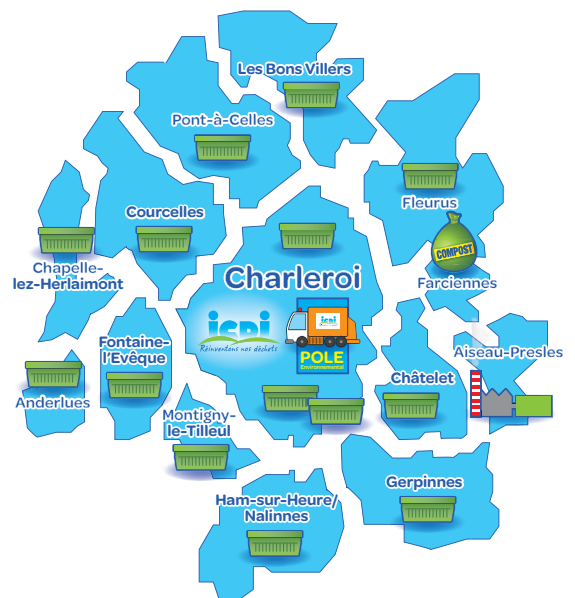 Les Bons Villers
Pont-à-Celles
Fleurus
Courcelles
COMPOST
Chapelle-
lez-Herlaimont
Charleroi
Farciennes
icdi
Réinventons nos déchets
icdi
POLE
Environnemental
Fontaine-
l'Evêque
Aiseau-Presles
Châtelet
Anderlues
Montigny-
le-Tilleul
Gerpinnes
Ham-sur-Heure/
Nalinnes